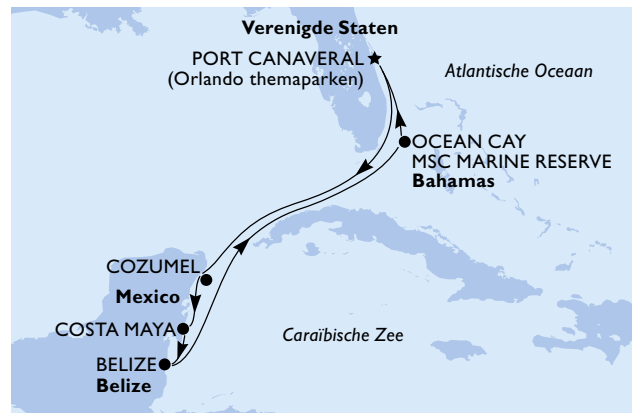 Verenigde Staten
PORT CANAVERAL
(Orlando themaparken)
Atlantische Oceaan
OCEAN CAY
MSC MARINE RESERVE
Bahamas
COZUMEL
Mexico
COSTA MAYA
Caraïbische Zee
BELIZE
Belize